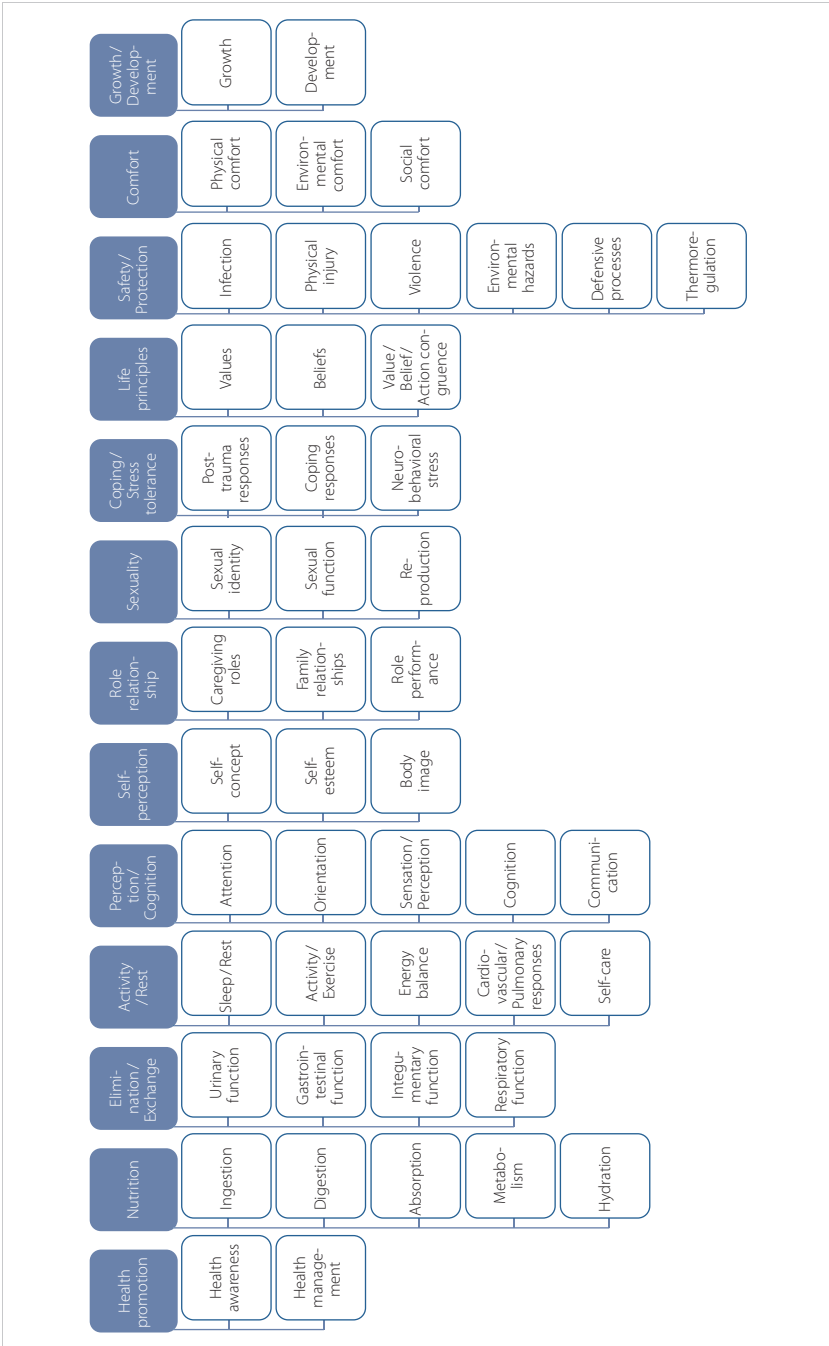 Health
promotion
Health
awareness
Health
manage-
ment
Nutrition
Ingestion
Digestion
Absorption
Metabo-
lism
Hydration
Elimi-
nation/
Exchange
Urinary
function
Gastroin-
testinal
function
Integu-
mentary
function
Respiratory
function
Activity
/Rest
Sleep/Rest
Activity/
Exercise
Energy
balance
Cardio-
vascular/
Pulmonary
responses
Self-care
Percep-
tion/
Cognition
Attention
Orientation
Sensation/
Perception
Cognition
Communi-
cation
Self-
perception
Self-
concept
Self-
esteem
Body
image
Role
relation-
ship
Caregiving
roles
Family
relation-
ships
Role
perform-
ance
Sexuality
Sexual
identity
Sexual
function
Re-
production
Coping/
Stress
tolerance
Post-
trauma
responses
Coping
responses
Neuro-
behavioral
stress
Life
principles
Values
Beliefs
Value/
Belief/
Action con-
gruence
Safety/
Protection
Infection
Physical
injury
Violence
Environ-
mental
hazards
Defensive
processes
Thermore-
gulation
Comfort
Physical
comfort
Environ-
mental
comfort
Social
comfort
Growth/
Develop-
ment
Growth
Develop-
ment